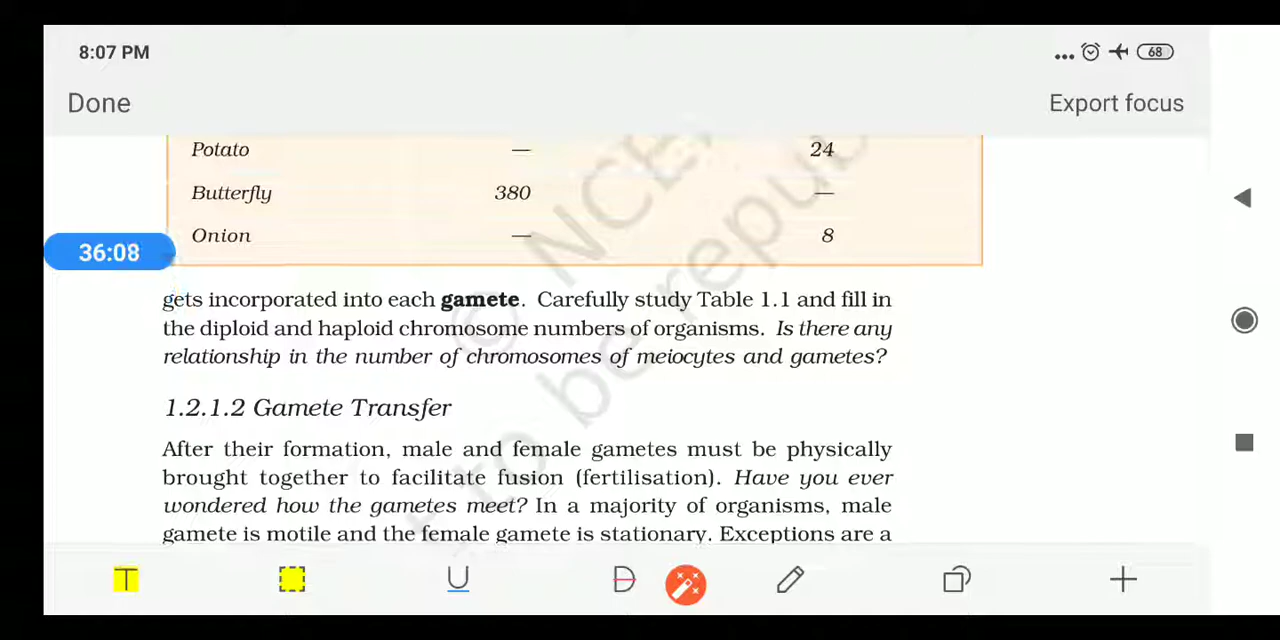 8:07 PM
68
Done
Export focus
Potato — 24
Butterfly 380 —
Onion — 8
36:08
gets incorporated into each gamete. Carefully study Table 1.1 and fill in
the diploid and haploid chromosome numbers of organisms. Is there any
relationship in the number of chromosomes of meiocytes and gametes?
1.2.1.2 Gamete Transfer
After their formation, male and female gametes must be physically
brought together to facilitate fusion (fertilisation). Have you ever
wondered how the gametes meet? In a majority of organisms, male
gamete is motile and the female gamete is stationary. Exceptions are a
T
U
D
© NCE
to be repub